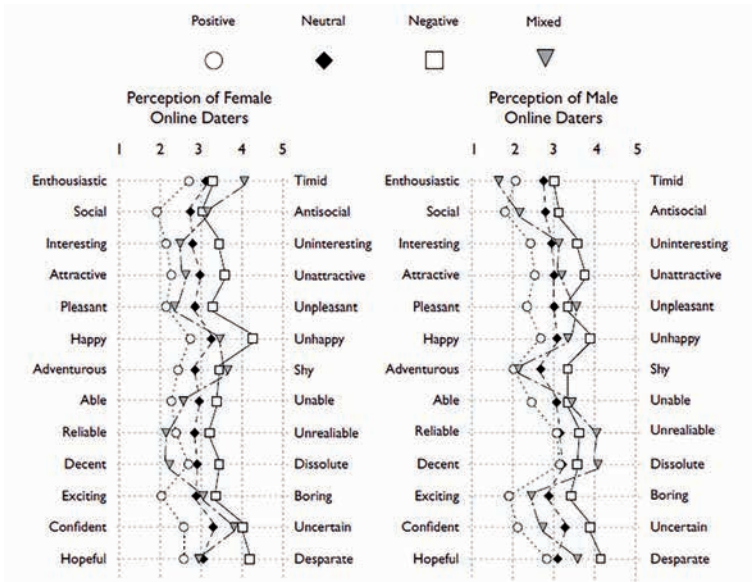 Positive Neutral Negative Mixed
Perception of Female
Online Daters
Perception of Male
Online Daters
1 2 3 4 5
1 2 3 4 5
Enthousiastic Timid
Social Antisocial
Interesting Uninteresting
Attractive Unattractive
Pleasant Unpleasant
Happy Unhappy
Adventurous Shy
Able Unable
Reliable Unrealiable
Decent Dissolute
Exciting Boring
Confident Uncertain
Hopeful Desparate
Enthousiastic Timid
Social Antisocial
Interesting Uninteresting
Attractive Unattractive
Pleasant Unpleasant
Happy Unhappy
Adventurous Shy
Able Unable
Reliable Unrealiable
Decent Dissolute
Exciting Boring
Confident Uncertain
Hopeful Desparate